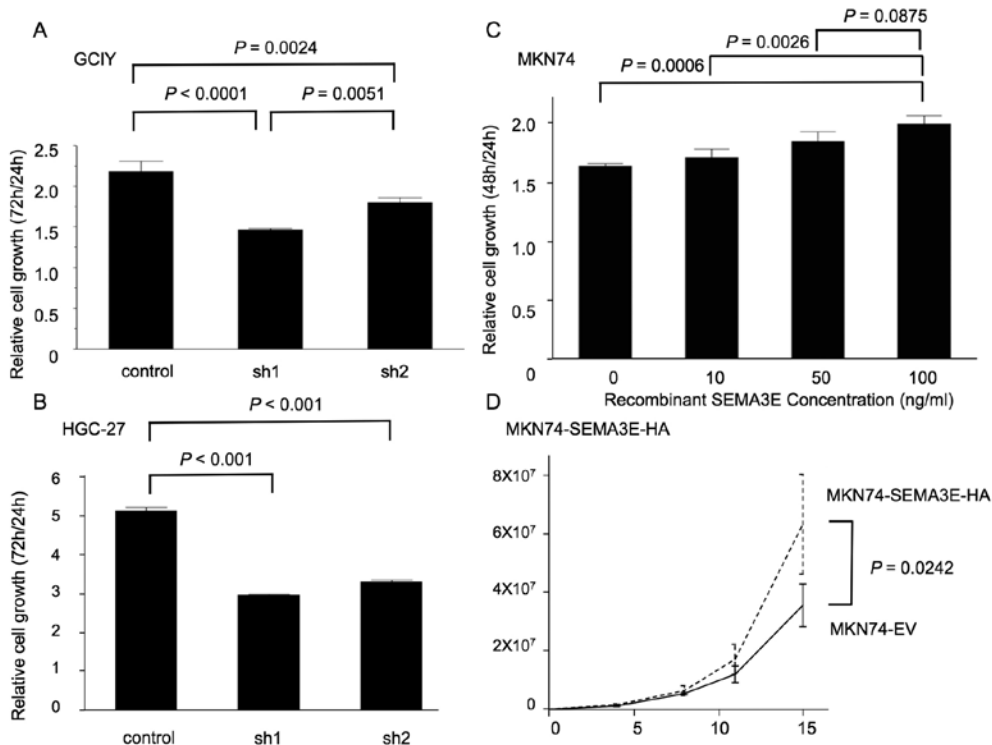 A
GCIY
P = 0.0024
P < 0.0001
P = 0.0051
Relative cell growth (72h/24h)
2.5
2.0
1.5
1.0
0.5
0
control sh1 sh2
B
HGC-27
P < 0.001
P < 0.001
Relative cell growth (72h/24h)
6
5
4
3
2
1
0
control sh1 sh2
C
MKN74
P = 0.0875
P = 0.0026
P = 0.0006
Relative cell growth (48h/24h)
2.0
1.5
1.0
0.5
0
0 10 50 100
Recombinant SEMA3E Concentration (ng/ml)
D
MKN74-SEMA3E-HA
8X10⁷
6X10⁷
4X10⁷
2X10⁷
0
0 5 10 15
MKN74-SEMA3E-HA
P = 0.0242
MKN74-EV